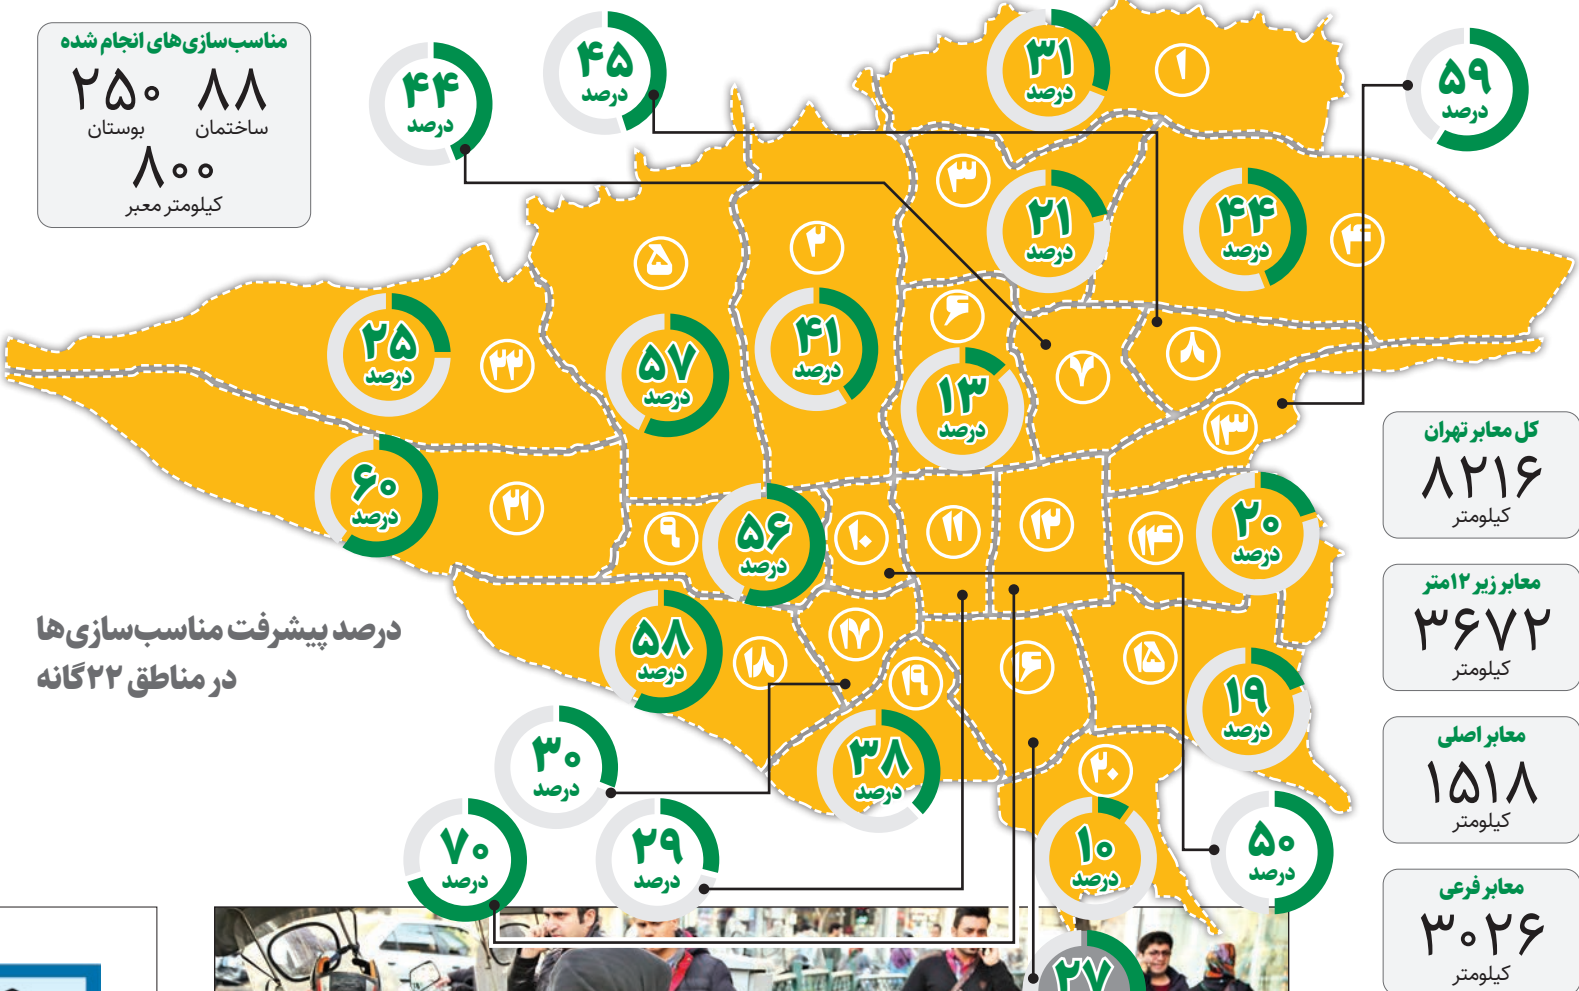 مناسب‌سازی‌های انجام شده
۸۸ ۲۵۰
ساختمان بوستان
۸۰۰
کیلومتر معبر
۴۴
درصد
۴۵
درصد
۳۱
درصد
۱
۵۹
درصد
۳
۲۱
درصد
۴۴
درصد
۴
۲
۵
۲۵
درصد
۲۲
۵۷
درصد
۴۱
درصد
۶
۱۳
درصد
۷
۸
۱۳
۶۰
درصد
۲۱
۹
۵۶
درصد
۱۰
۱۱
۱۲
۱۴
۲۰
درصد
۵۸
درصد
۱۸
۱۷
۱۹
۱۶
۱۵
۱۹
درصد
۳۰
درصد
۳۸
درصد
۲۰
۷۰
درصد
۲۹
درصد
۱۰
درصد
۵۰
درصد
۲۷
درصد پیشرفت مناسب‌سازی‌ها
در مناطق ۲۲گانه
کل معابر تهران
۸۲۱۶
کیلومتر
معابر زیر ۱۲متر
۳۶۷۲
کیلومتر
معابر اصلی
۱۵۱۸
کیلومتر
معابر فرعی
۳۰۲۶
کیلومتر